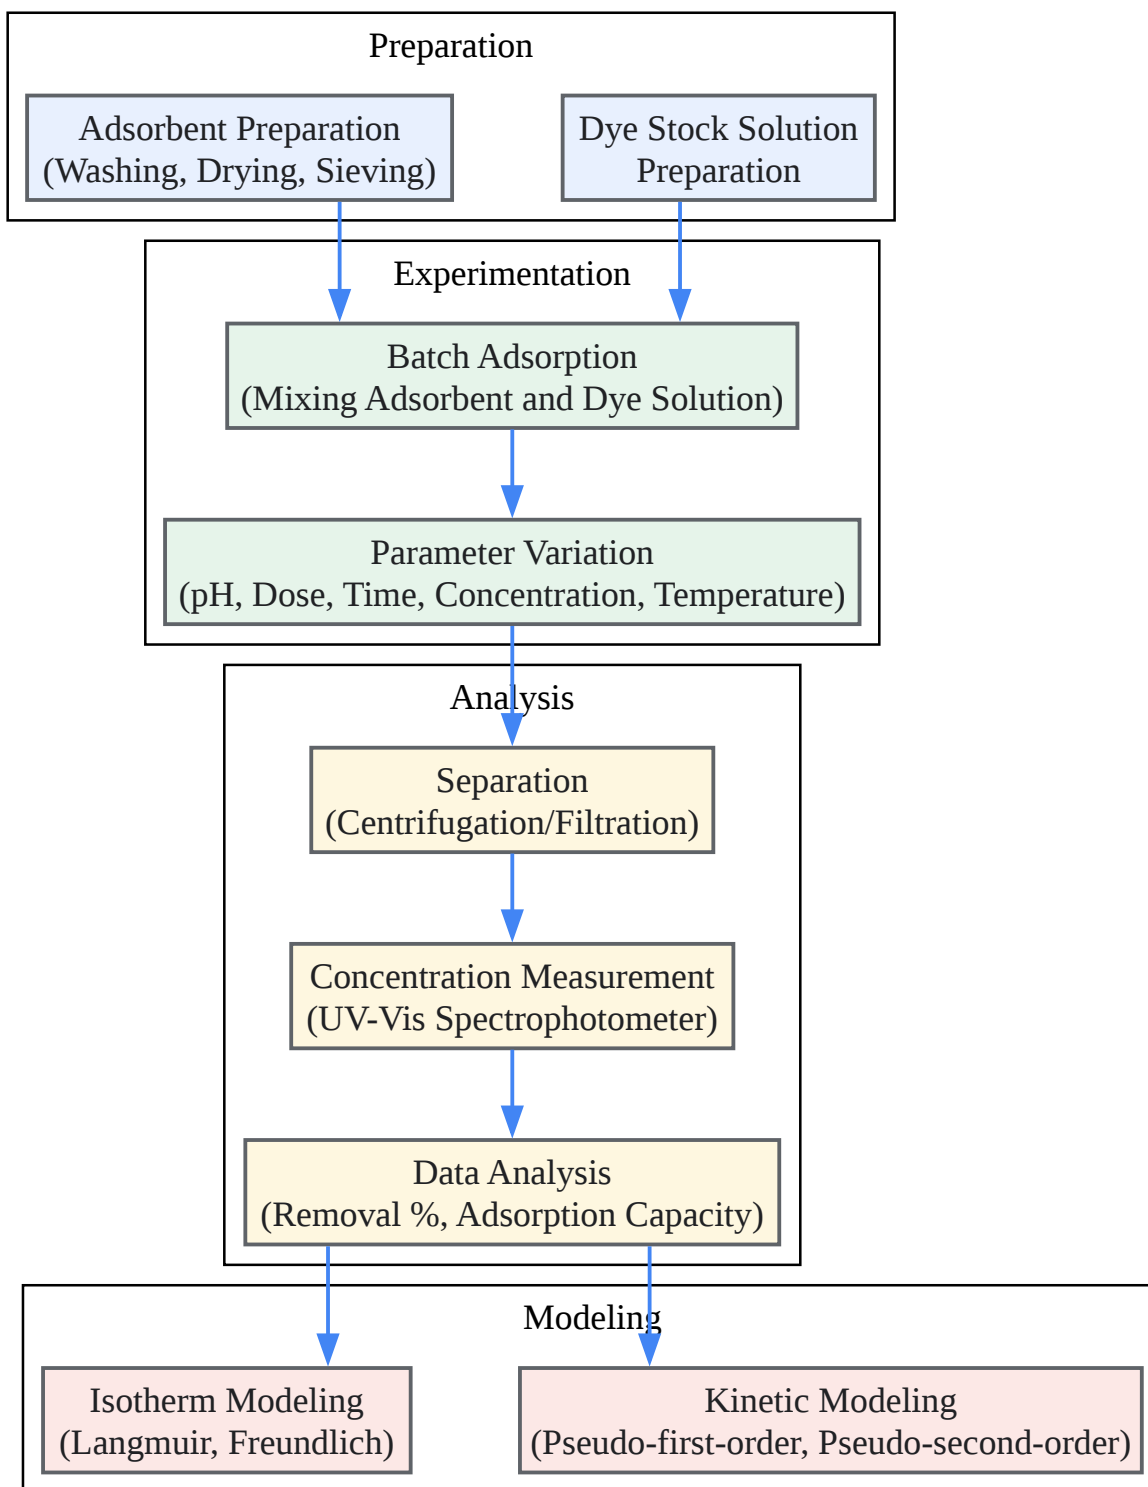 Preparation
Adsorbent Preparation
(Washing, Drying, Sieving)
Dye Stock Solution
Preparation
Experimentation
Batch Adsorption
(Mixing Adsorbent and Dye Solution)
Parameter Variation
(pH, Dose, Time, Concentration, Temperature)
Analysis
Separation
(Centrifugation/Filtration)
Concentration Measurement
(UV-Vis Spectrophotometer)
Data Analysis
(Removal %, Adsorption Capacity)
Modeling
Isotherm Modeling
(Langmuir, Freundlich)
Kinetic Modeling
(Pseudo-first-order, Pseudo-second-order)